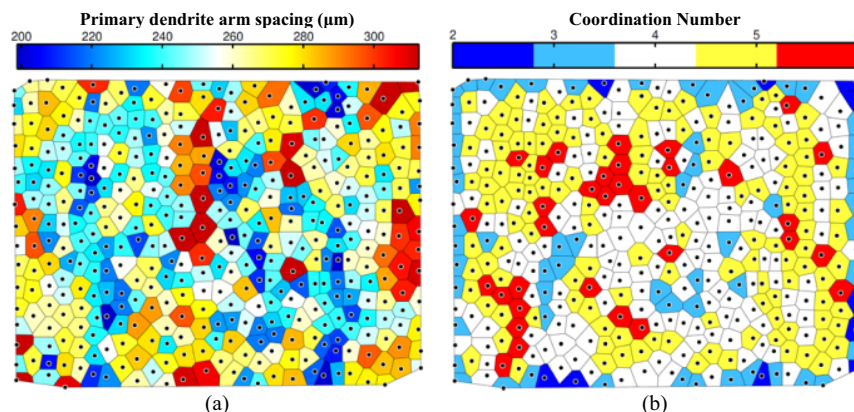 Primary dendrite arm spacing (μm)
200 220 240 260 280 300
(a)
Coordination Number
2 3 4 5
(b)